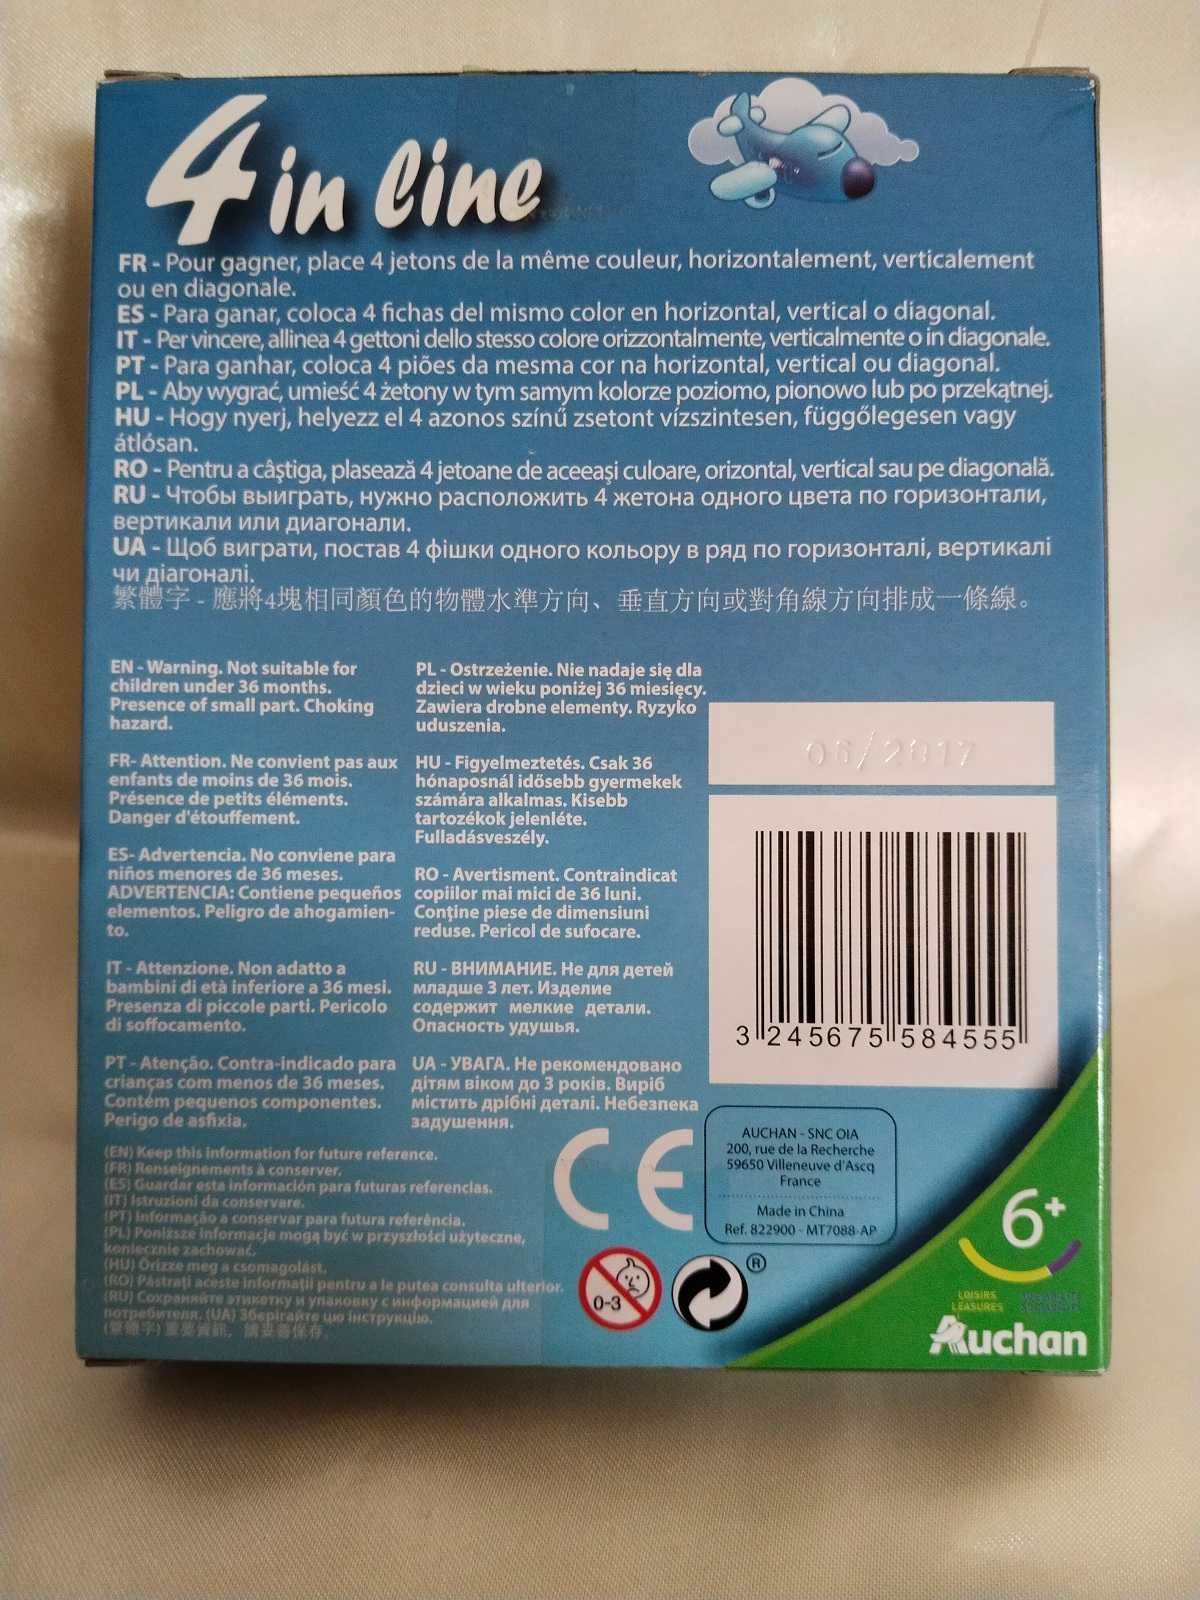 4 in line
FR - Pour gagner, place 4 jetons de la même couleur, horizontalement, verticalement
ou en diagonale.
ES - Para ganar, coloca 4 fichas del mismo color en horizontal, vertical o diagonal.
IT - Per vincere, allinea 4 gettoni dello stesso colore orizzontalmente, verticalmente o in diagonale.
PT - Para ganhar, coloca 4 piões da mesma cor na horizontal, vertical ou diagonal.
PL - Aby wygrać, umieść 4 żetony w tym samym kolorze poziomo, pionowo lub po przekątnej.
HU - Hogy nyerj, helyezz el 4 azonos színű zsetont vízszintesen, függőlegesen vagy
átlósan.
RO - Pentru a câştiga, plasează 4 jetoane de aceeaşi culoare, orizontal, vertical sau pe diagonală.
RU - Чтобы выиграть, нужно расположить 4 жетона одного цвета по горизонтали,
вертикали или диагонали.
UA - Щоб виграти, постав 4 фішки одного кольору в ряд по горизонталі, вертикалі
чи діагоналі.
繁體字 - 應將4塊相同顏色的物體水準方向、垂直方向或對角線方向排成一條線。
EN - Warning. Not suitable for
children under 36 months.
Presence of small part. Choking
hazard.
FR- Attention. Ne convient pas aux
enfants de moins de 36 mois.
Présence de petits éléments.
Danger d'étouffement.
ES- Advertencia. No conviene para
niños menores de 36 meses.
ADVERTENCIA: Contiene pequeños
elementos. Peligro de ahogamien-
to.
IT - Attenzione. Non adatto a
bambini di età inferiore a 36 mesi.
Presenza di piccole parti. Pericolo
di soffocamento.
PT - Atenção. Contra-indicado para
crianças com menos de 36 meses.
Contém pequenos componentes.
Perigo de asfixia.
PL - Ostrzeżenie. Nie nadaje się dla
dzieci w wieku poniżej 36 miesięcy.
Zawiera drobne elementy. Ryzyko
uduszenia.
HU - Figyelmeztetés. Csak 36
hónaposnál idősebb gyermekek
számára alkalmas. Kisebb
tartozékok jelenléte.
Fulladásveszély.
RO - Avertisment. Contraindicat
copiilor mai mici de 36 luni.
Conţine piese de dimensiuni
reduse. Pericol de sufocare.
RU - ВНИМАНИЕ. Не для детей
младше 3 лет. Изделие
содержит мелкие детали.
Опасность удушья.
UA - УВАГА. Не рекомендовано
дітям віком до 3 років. Виріб
містить дрібні деталі. Небезпека
задушення.
(EN) Keep this information for future reference.
(FR) Renseignements à conserver.
(ES) Guardar esta información para futuras referencias.
(IT) Istruzioni da conservare.
(PT) Informação a conservar para futura referência.
(PL) Poniższe informacje mogą być w przyszłości użyteczne,
koniecznie zachować.
(HU) Őrizze meg a csomagolást.
(RO) Păstraţi aceste informaţii pentru a le putea consulta ulterior.
(RU) Сохраняйте этикетку и упаковку с информацией для
потребителя. (UA) Зберігайте цю інструкцію.
(繁體字) 重要資訊，請妥善保存。
06/2017
3 245675 584555
CE
AUCHAN - SNC OIA
200, rue de la Recherche
59650 Villeneuve d'Ascq
France
Made in China
Ref. 822900 - MT7088-AP
0-3
®
6+
LOISIRS
LEASURES
Auchan